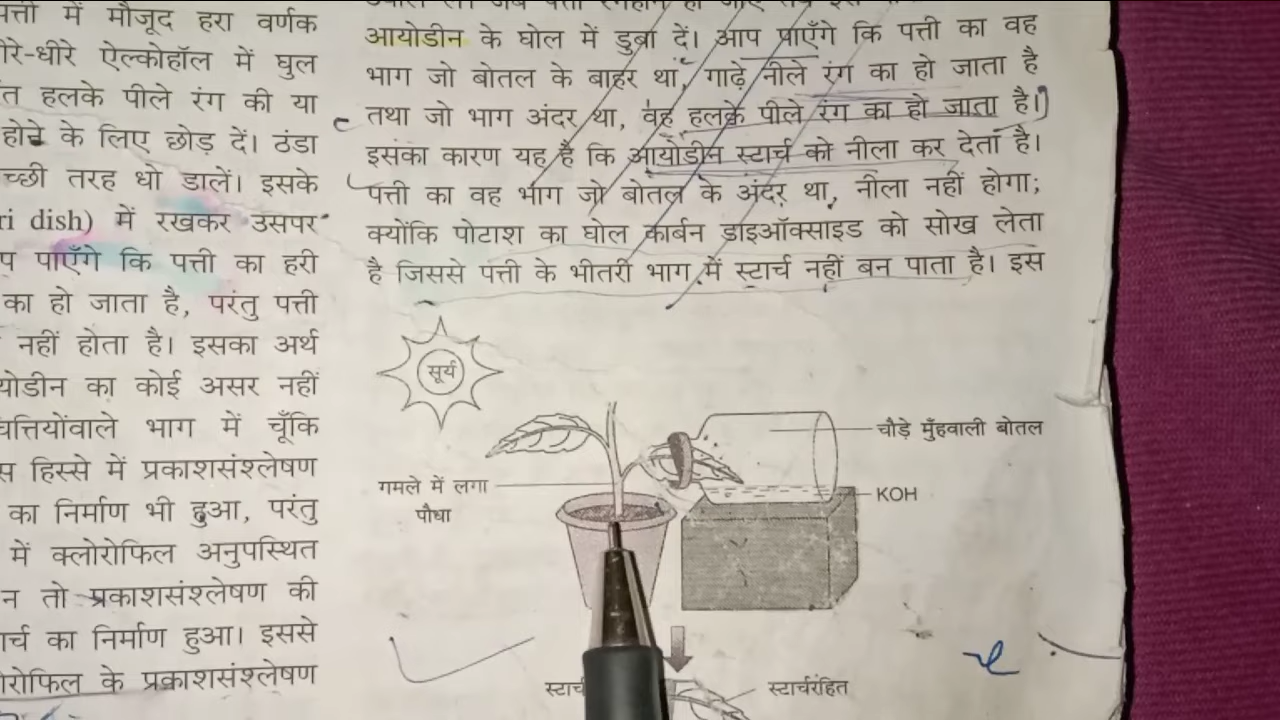 पत्ती में मौजूद हरा वर्णक
ऐल्कोहॉल में घुल
हलके पीले रंग की या
होने के लिए छोड़ दें। ठंडा
तरह धो डालें। इसके
dish) में रखकर उसपर
पाएँगे कि पत्ती का हरी
का हो जाता है, परंतु पत्ती
नहीं होता है। इसका अर्थ
का कोई असर नहीं
भाग में चूँकि
हिस्से में प्रकाशसंश्लेषण
का निर्माण भी हुआ, परंतु
में क्लोरोफिल अनुपस्थित
न तो प्रकाशसंश्लेषण की
का निर्माण हुआ। इससे
के प्रकाशसंश्लेषण
आयोडीन के घोल में डुबा दें। आप पाएँगे कि पत्ती का वह
भाग जो बोतल के बाहर था, गाढ़े नीले रंग का हो जाता है
तथा जो भाग अंदर था, वह हलके पीले रंग का हो जाता है।
इसका कारण यह है कि आयोडीन स्टार्च को नीला कर देता है।
पत्ती का वह भाग जो बोतल के अंदर था, नीला नहीं होगा;
क्योंकि पोटाश का घोल कार्बन डाइऑक्साइड को सोख लेता
है जिससे पत्ती के भीतरी भाग में स्टार्च नहीं बन पाता है। इस
सूर्य
चौड़े मुँहवाली बोतल
गमले में लगा
पौधा
KOH
स्टार्चरहित